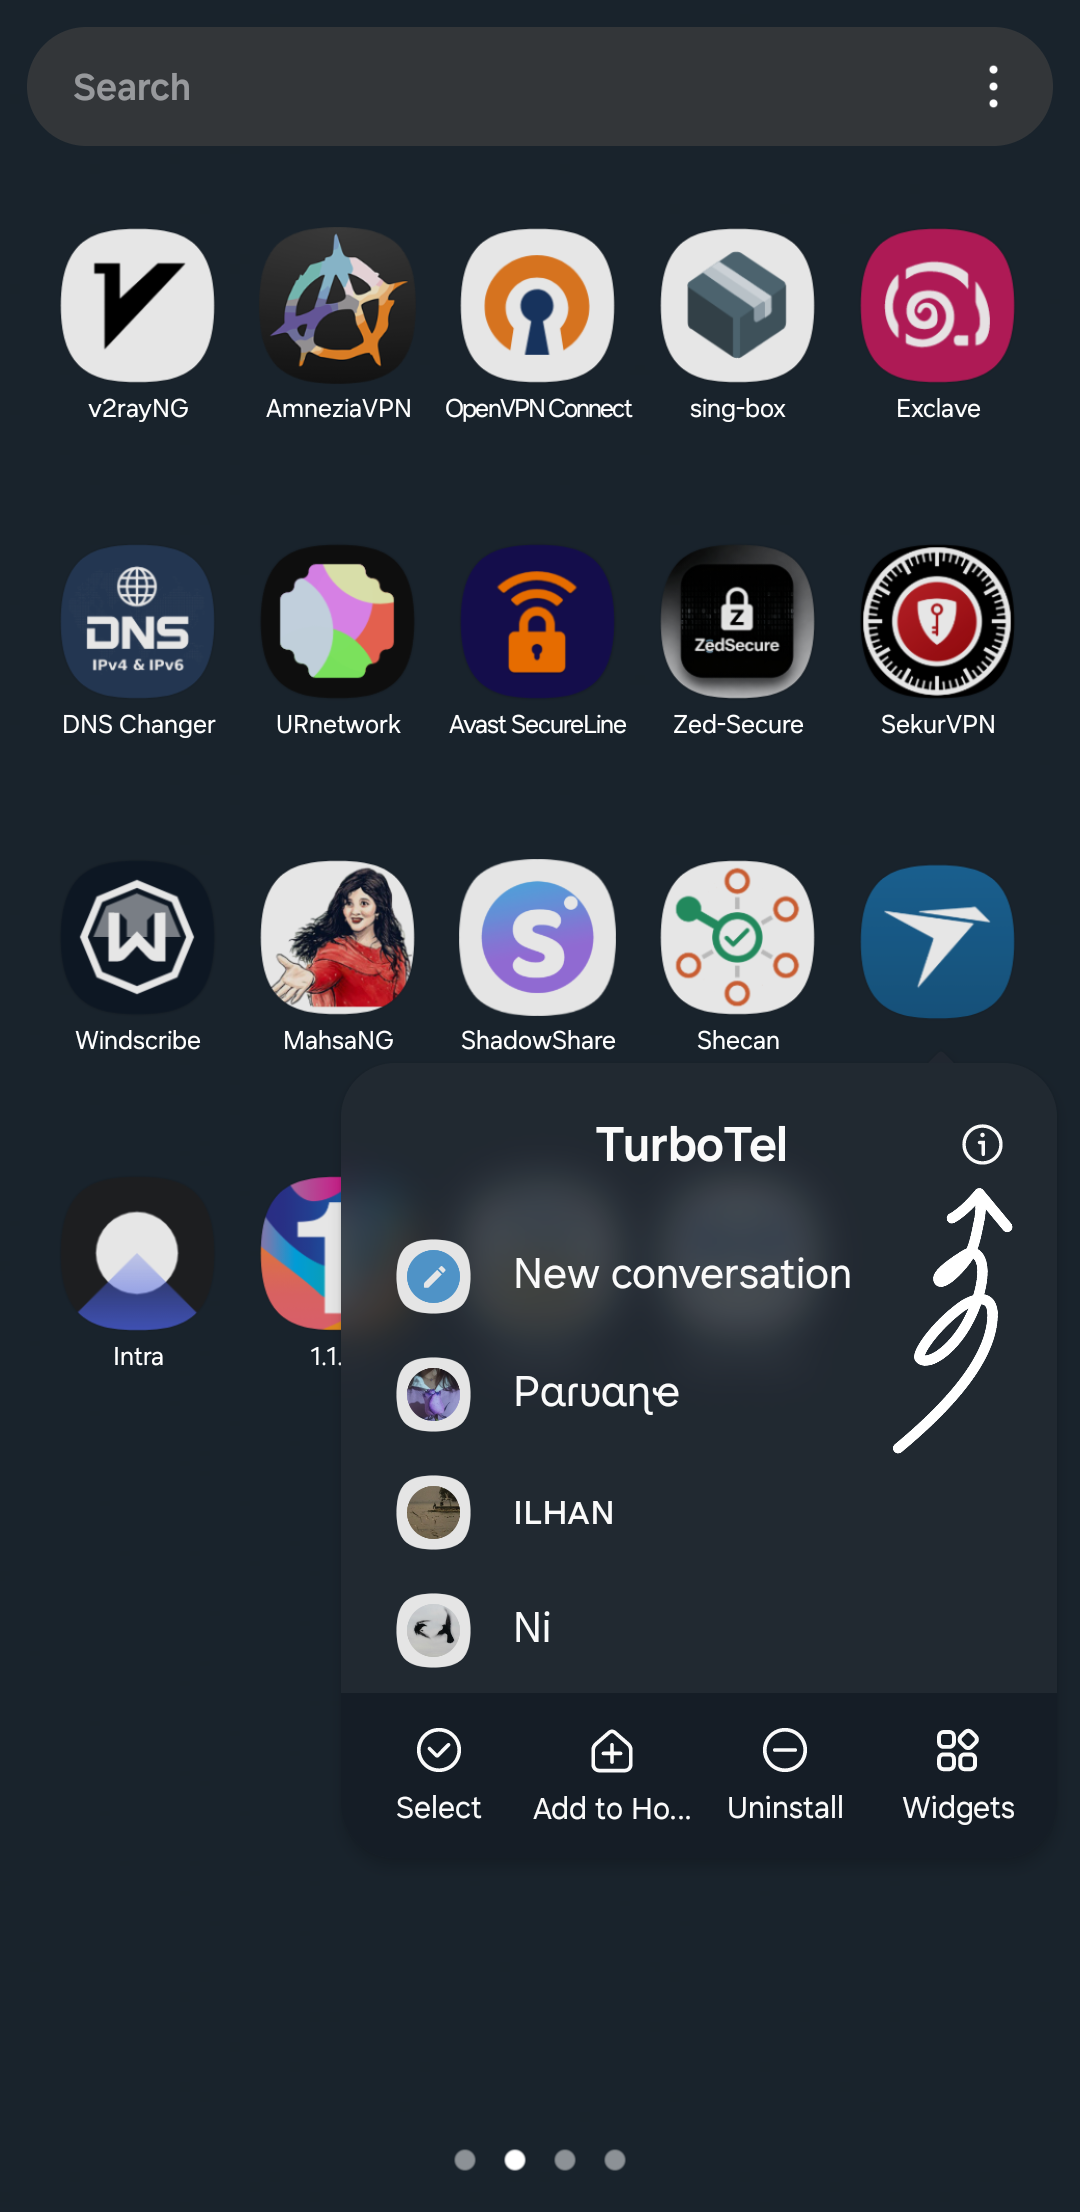 Search
v2rayNG
AmneziaVPN
OpenVPN Connect
sing-box
Exclave
DNS
IPv4 & IPv6
Z
ZedSecure
DNS Changer
URnetwork
Avast SecureLine
Zed-Secure
SekurVPN
W
S
Windscribe
MahsaNG
ShadowShare
Shecan
TurboTel
1
New conversation
Intra
1.1.
Pαɾʋαɳҽ
ILHAN
Ni
Select
Add to Ho...
Uninstall
Widgets